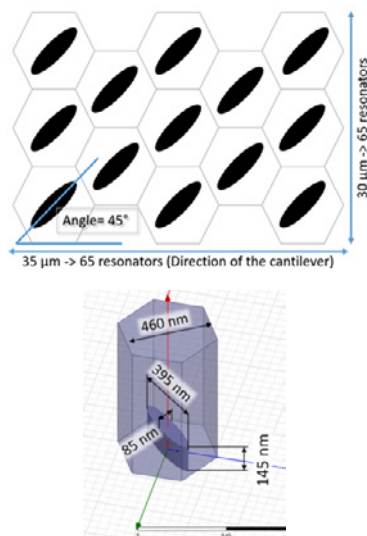 Angle= 45°
30 µm -> 65 resonators
35 µm -> 65 resonators (Direction of the cantilever)
460 nm
395 nm
85 nm
145 nm